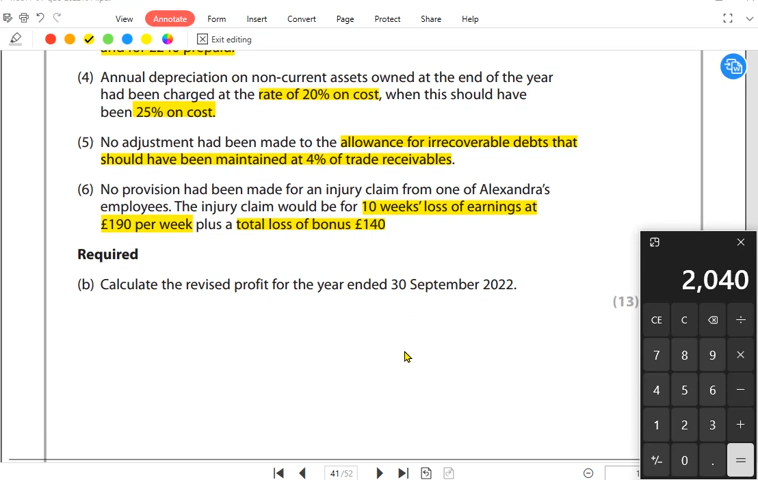 View Annotate Form Insert Convert Page Protect Share Help
Exit editing
(4) Annual depreciation on non-current assets owned at the end of the year
had been charged at the rate of 20% on cost, when this should have
been 25% on cost.
(5) No adjustment had been made to the allowance for irrecoverable debts that
should have been maintained at 4% of trade receivables.
(6) No provision had been made for an injury claim from one of Alexandra's
employees. The injury claim would be for 10 weeks' loss of earnings at
£190 per week plus a total loss of bonus £140
Required
(b) Calculate the revised profit for the year ended 30 September 2022.
(13)
2,040
CE C ÷
7 8 9 ×
4 5 6 −
1 2 3 +
+/− 0 . =
41/52